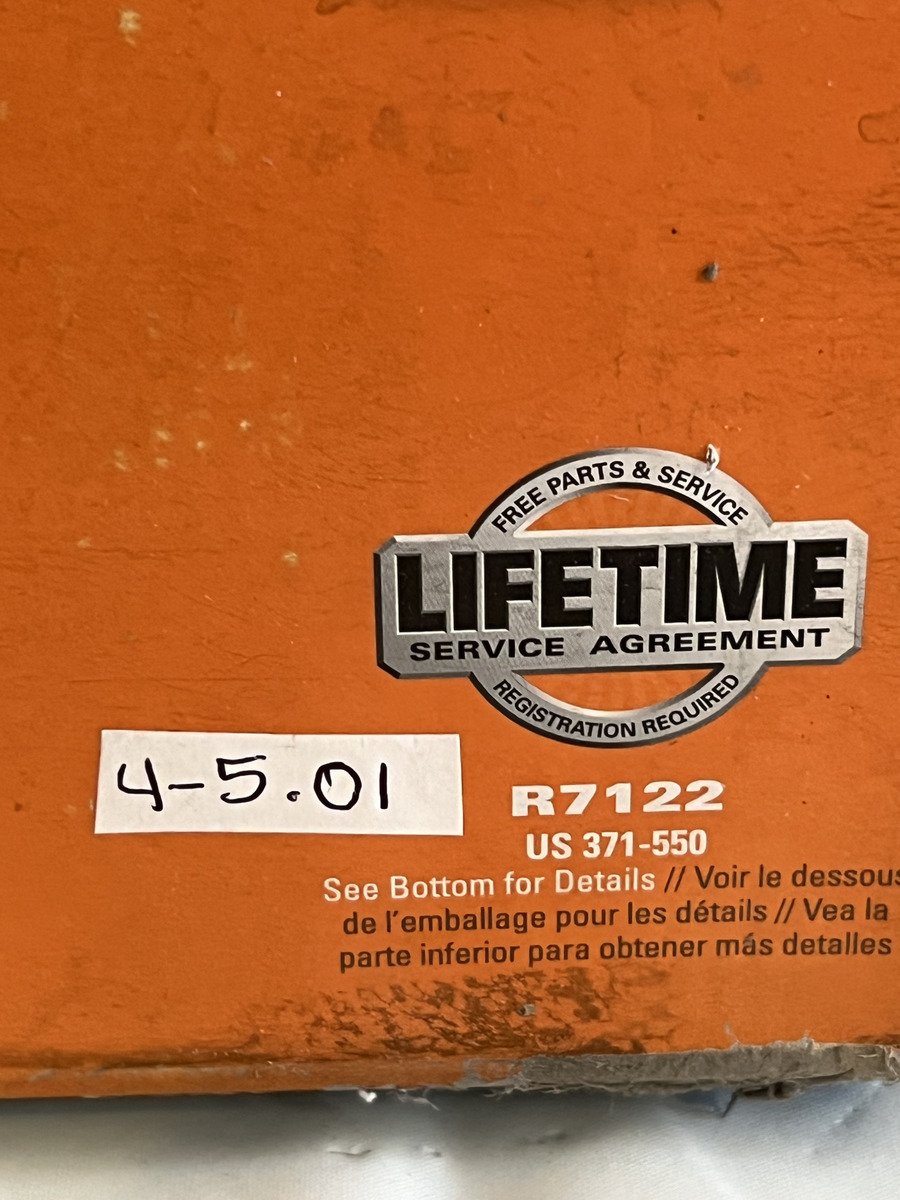 FREE PARTS & SERVICE
LIFETIME
SERVICE AGREEMENT
REGISTRATION REQUIRED
4-5.01
R7122
US 371-550
See Bottom for Details // Voir le dessous
de l'emballage pour les détails // Vea la
parte inferior para obtener más detalles